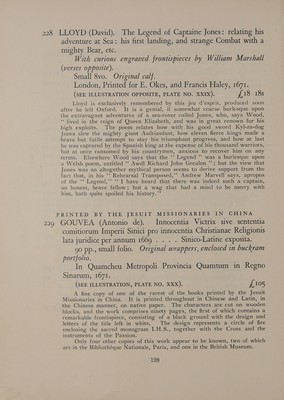 228 LLOYD (David). The Legend of Captaine Jones: relating his
adventure at Sea: his first landing, and strange Combat with a
mighty Bear, etc.
With curious engraved frontispieces by William Marshall
(verses opposite).
Small 8vo. Original calf.
London, Printed for E. Okes, and Francis Haley, 1671.
(SEE ILLUSTRATION OPPOSITE, PLATE NO. XXIX). £18 18s
Lloyd is exclusively remembered by this jeu d'esprit, produced soon
after he left Oxford. It is a genial, if somewhat coarse burlesque upon
the extravagant adventures of a sea-rover called Jones, who, says Wood,
"lived in the reign of Queen Elizabeth, and was in great renown for his
high exploits. The poem relates how with his good sword Kyl-za-dog
Jones slew the mighty giant Asdriasdust, how eleven fierce kings made a
brave but futile attempt to stay his triumphant progress, and how at last
he was captured by the Spanish king at the expense of six thousand warriors,
but at once ransomed by his countrymen, anxious to recover him on any
terms. Elsewhere Wood says that the "Legend" was a burlesque upon
a Welsh poem, entitled "Awdl Richard John Greulon"; but the view that
Jones was an altogether mythical person seems to derive support from the
fact that, in his "Rehearsal Transposed," Andrew Marvell says, apropos
of the "Legend," "I have heard that there was indeed such a captain,
an honest, brave fellow; but a wag that had a mind to be merry with
him, hath quite spoiled his history."
PRINTED BY THE JESUIT MISSIONARIES IN CHINA
229 GOUVEA (Antonio de). Innocentia Victrix sive sententia
comitiorum Imperii Sinici pro innocentia Christianae Religionis
lata juridice per annum 1669 . . . . Sinico-Latine exposita.
90 pp., small folio. Original wrappers, enclosed in buckram
portfolio.
In Quamcheu Metropoli Provincia Quamtum in Regno
Sinarum, 1671.
(SEE ILLUSTRATION, PLATE NO. XXX). £105
A fine copy of one of the rarest of the books printed by the Jesuit
Missionaries in China. It is printed throughout in Chinese and Latin, in
the Chinese manner, on native paper. The characters are cut on wooden
blocks, and the work comprises ninety pages, the first of which contains a
remarkable frontispiece, consisting of a black ground with the design and
letters of the title left in white. The design represents a circle of fire
enclosing the sacred monogram I.H.S., together with the Cross and the
instruments of the Passion.
Only four other copies of this work appear to be known, two of which
are in the Bibliothèque Nationale, Paris, and one in the British Museum.
128